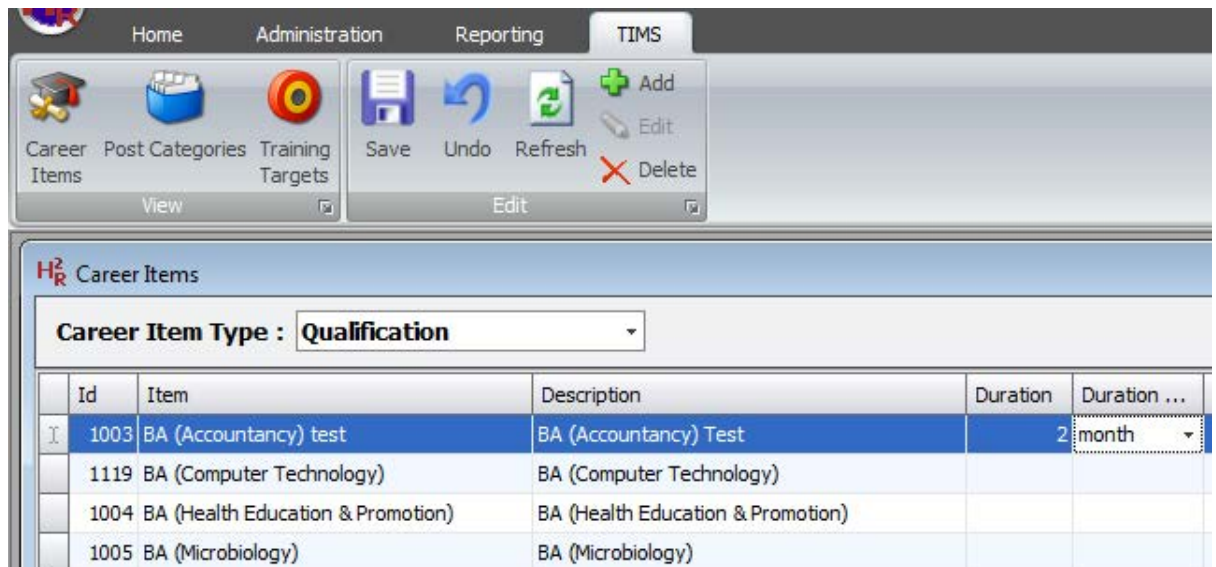 HR
Home Administration Reporting TIMS
Career Items Post Categories Training Targets Save Undo Refresh Add
Edit
Delete
View Edit
H2R Career Items
Career Item Type : Qualification
Id Item Description Duration Duration ...
1003 BA (Accountancy) test BA (Accountancy) Test 2 month
1119 BA (Computer Technology) BA (Computer Technology)
1004 BA (Health Education & Promotion) BA (Health Education & Promotion)
1005 BA (Microbiology) BA (Microbiology)